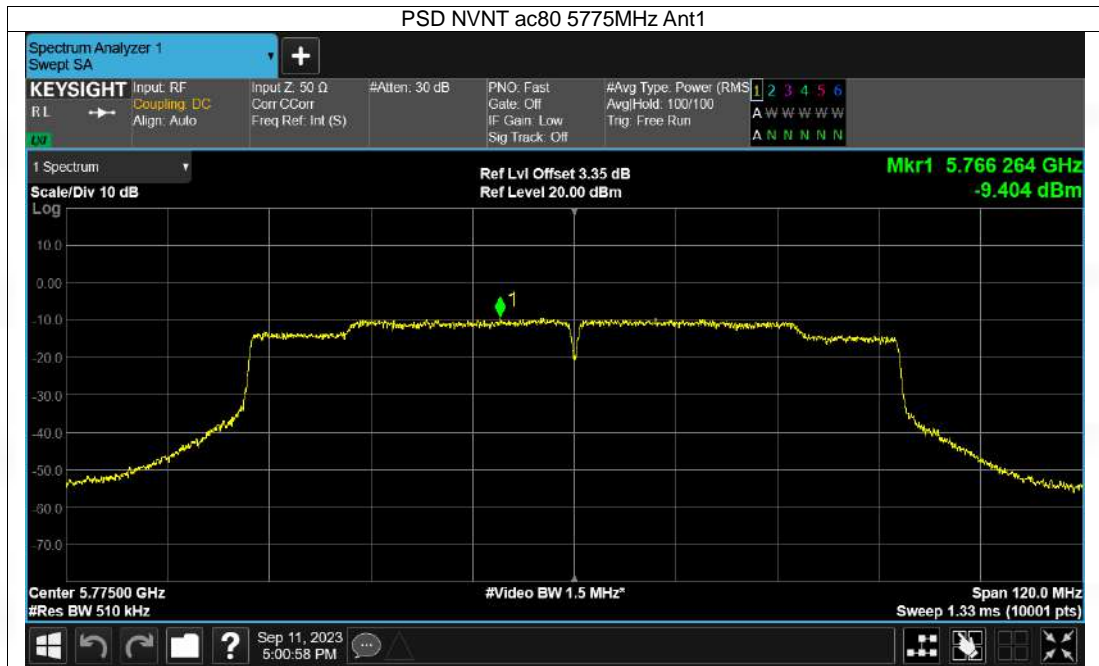 PSD NVNT ac80 5775MHz Ant1
Spectrum Analyzer 1
Swept SA
KEYSIGHT
R L
LXI
Input: RF
Coupling: DC
Align: Auto
Input Z: 50 Ω
Corr CCorr
Freq Ref: Int (S)
#Atten: 30 dB
PNO: Fast
Gate: Off
IF Gain: Low
Sig Track: Off
#Avg Type: Power (RMS
Avg|Hold: 100/100
Trig: Free Run
1 2 3 4 5 6
A W W W W W
A N N N N N
1 Spectrum
Scale/Div 10 dB
Ref Lvl Offset 3.35 dB
Ref Level 20.00 dBm
Mkr1 5.766 264 GHz
-9.404 dBm
Log
10.0
0.00
-10.0
-20.0
-30.0
-40.0
-50.0
-60.0
-70.0
1
Center 5.77500 GHz
#Res BW 510 kHz
#Video BW 1.5 MHz*
Span 120.0 MHz
Sweep 1.33 ms (10001 pts)
?
Sep 11, 2023
5:00:58 PM